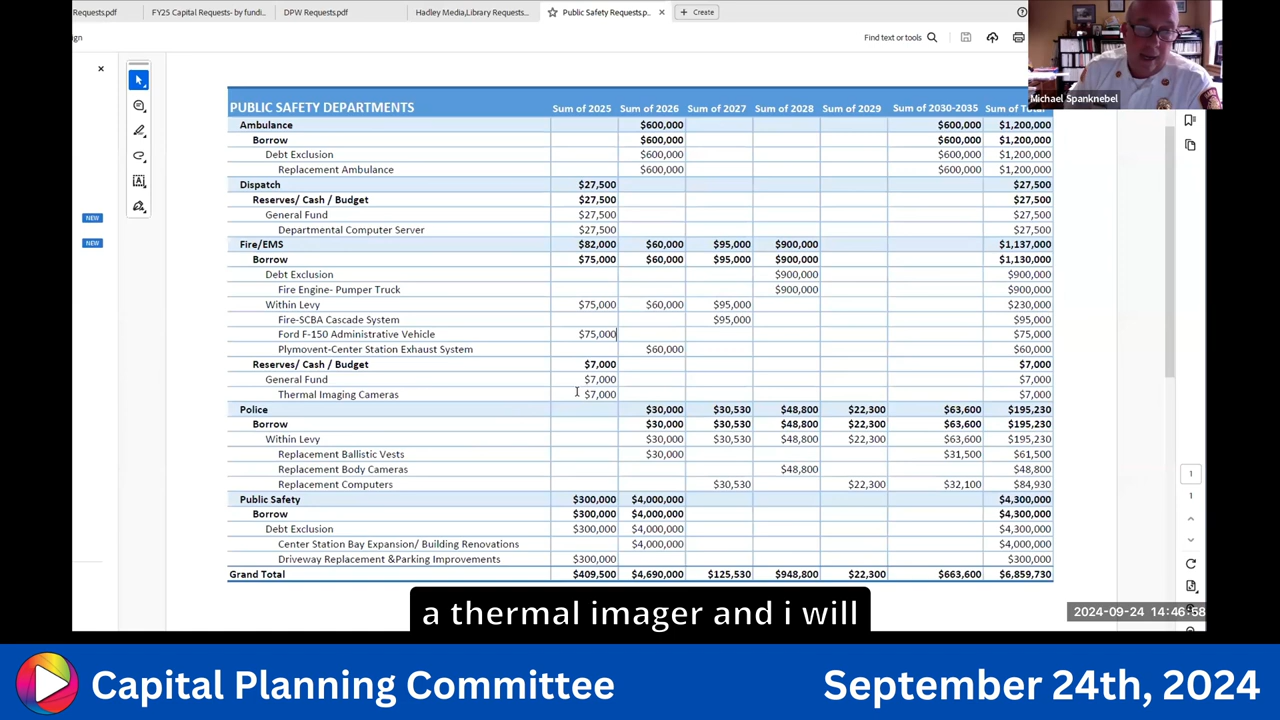 Requests.pdf FY25 Capital Requests- by fundi... DPW Requests.pdf Hadley Media,Library Requests... Public Safety Requests.p... × + Create
ign Find text or tools
Michael Spanknebel
PUBLIC SAFETY DEPARTMENTS Sum of 2025 Sum of 2026 Sum of 2027 Sum of 2028 Sum of 2029 Sum of 2030-2035 Sum of
Ambulance $600,000 $600,000 $1,200,000
Borrow $600,000 $600,000 $1,200,000
Debt Exclusion $600,000 $600,000 $1,200,000
Replacement Ambulance $600,000 $600,000 $1,200,000
Dispatch $27,500 $27,500
Reserves/ Cash / Budget $27,500 $27,500
General Fund $27,500 $27,500
Departmental Computer Server $27,500 $27,500
Fire/EMS $82,000 $60,000 $95,000 $900,000 $1,137,000
Borrow $75,000 $60,000 $95,000 $900,000 $1,130,000
Debt Exclusion $900,000 $900,000
Fire Engine- Pumper Truck $900,000 $900,000
Within Levy $75,000 $60,000 $95,000 $230,000
Fire-SCBA Cascade System $95,000 $95,000
Ford F-150 Administrative Vehicle $75,000 $75,000
Plymovent-Center Station Exhaust System $60,000 $60,000
Reserves/ Cash / Budget $7,000 $7,000
General Fund $7,000 $7,000
Thermal Imaging Cameras $7,000 $7,000
Police $30,000 $30,530 $48,800 $22,300 $63,600 $195,230
Borrow $30,000 $30,530 $48,800 $22,300 $63,600 $195,230
Within Levy $30,000 $30,530 $48,800 $22,300 $63,600 $195,230
Replacement Ballistic Vests $30,000 $31,500 $61,500
Replacement Body Cameras $48,800 $48,800
Replacement Computers $30,530 $22,300 $32,100 $84,930
Public Safety $300,000 $4,000,000 $4,300,000
Borrow $300,000 $4,000,000 $4,300,000
Debt Exclusion $300,000 $4,000,000 $4,300,000
Center Station Bay Expansion/ Building Renovations $4,000,000 $4,000,000
Driveway Replacement &Parking Improvements $300,000 $300,000
Grand Total $409,500 $4,690,000 $125,530 $948,800 $22,300 $663,600 $6,859,730
NEW
NEW
1
1
a thermal imager and i will
2024-09-24 14:46:58
Capital Planning Committee September 24th, 2024